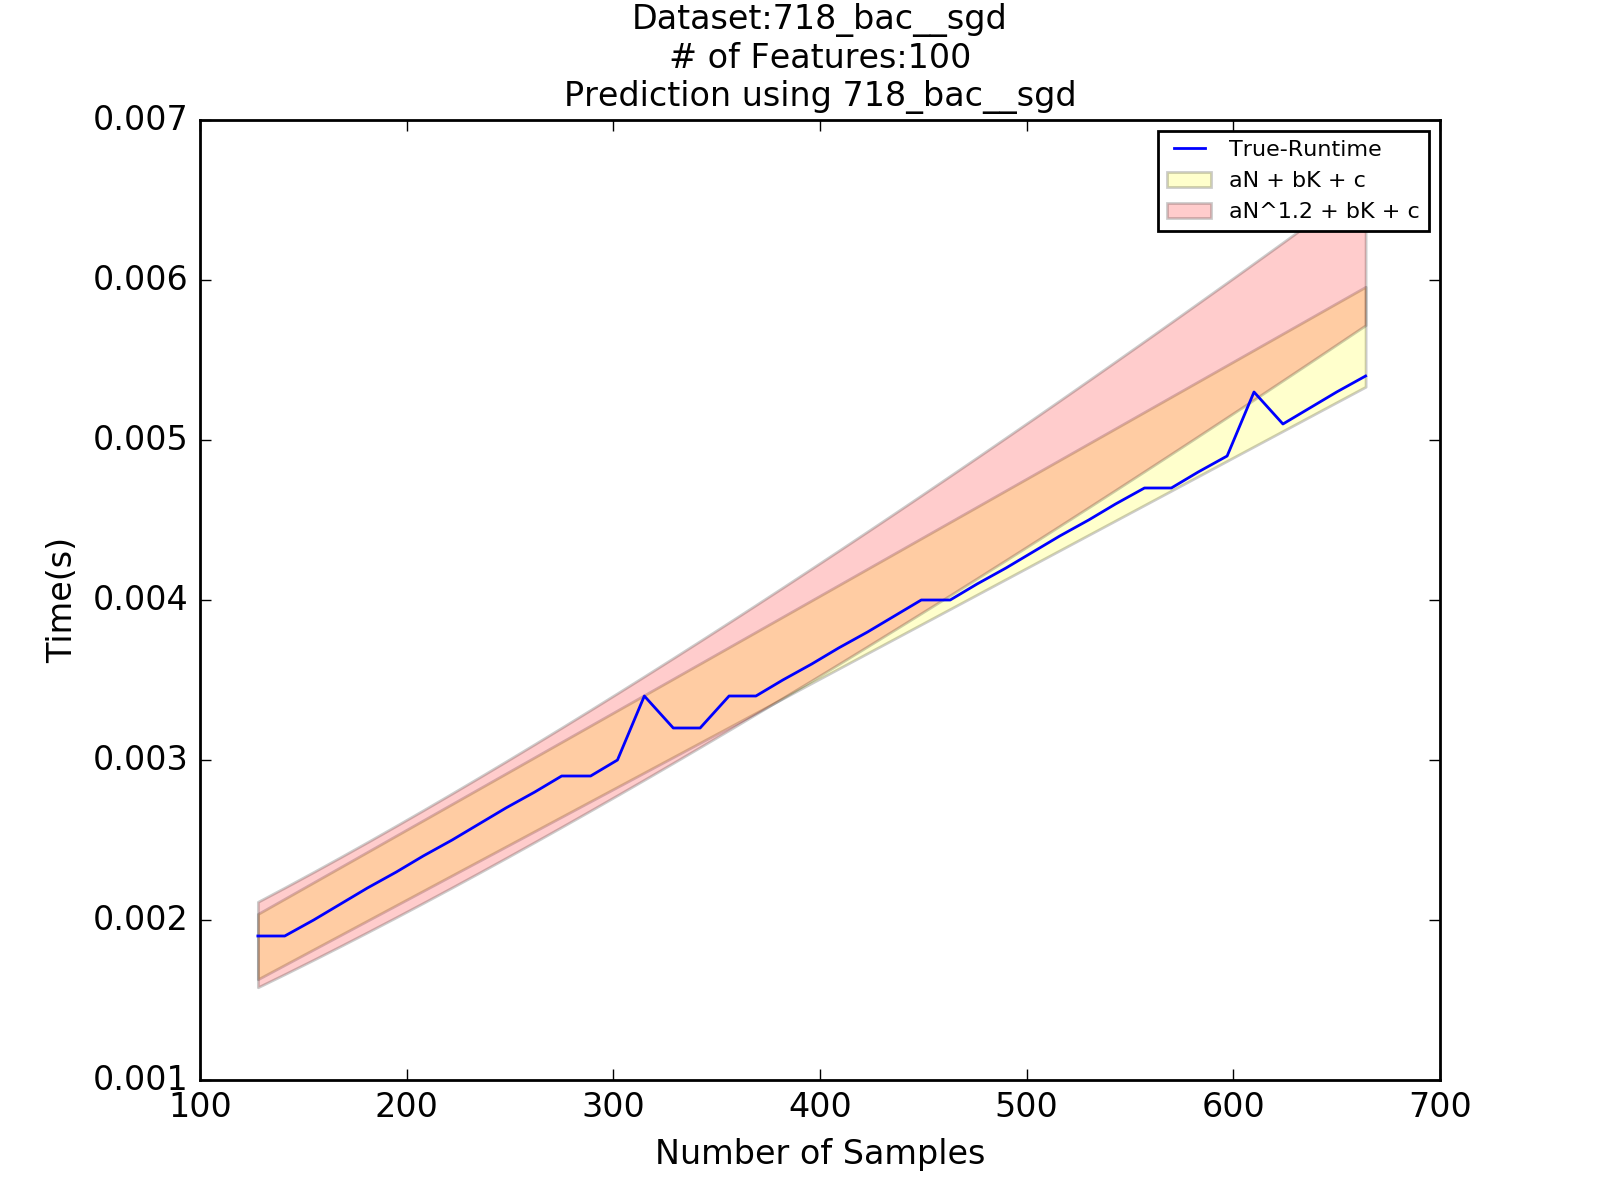 Dataset:718_bac__sgd
# of Features:100
Prediction using 718_bac__sgd
True-Runtime
aN + bK + c
aN^1.2 + bK + c
0.007
0.006
0.005
0.004
0.003
0.002
0.001
Time(s)
100 200 300 400 500 600 700
Number of Samples